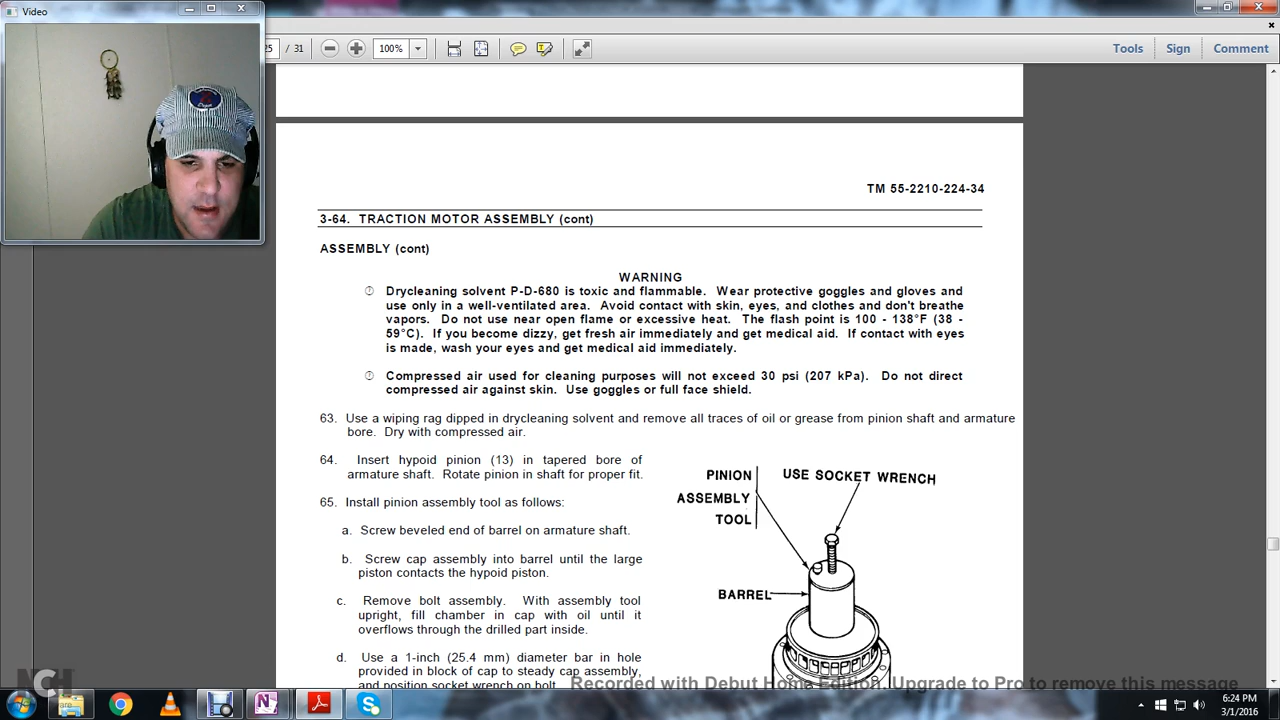 Video
25 / 31
100%
Tools
Sign
Comment
TM 55-2210-224-34
3-64. TRACTION MOTOR ASSEMBLY (cont)
ASSEMBLY (cont)
WARNING
Drycleaning solvent P-D-680 is toxic and flammable. Wear protective goggles and gloves and
use only in a well-ventilated area. Avoid contact with skin, eyes, and clothes and don't breathe
vapors. Do not use near open flame or excessive heat. The flash point is 100 - 138°F (38 -
59°C). If you become dizzy, get fresh air immediately and get medical aid. If contact with eyes
is made, wash your eyes and get medical aid immediately.
Compressed air used for cleaning purposes will not exceed 30 psi (207 kPa). Do not direct
compressed air against skin. Use goggles or full face shield.
63. Use a wiping rag dipped in drycleaning solvent and remove all traces of oil or grease from pinion shaft and armature
bore. Dry with compressed air.
64. Insert hypoid pinion (13) in tapered bore of
armature shaft. Rotate pinion in shaft for proper fit.
65. Install pinion assembly tool as follows:
a. Screw beveled end of barrel on armature shaft.
b. Screw cap assembly into barrel until the large
piston contacts the hypoid piston.
c. Remove bolt assembly. With assembly tool
upright, fill chamber in cap with oil until it
overflows through the drilled part inside.
d. Use a 1-inch (25.4 mm) diameter bar in hole
provided in block of cap to steady cap assembly,
and position socket wrench on bolt.
PINION
ASSEMBLY
TOOL
USE SOCKET WRENCH
BARREL
NCH
ware
Recorded with Debut Home Edition. Upgrade to Pro to remove this message
6:24 PM
3/1/2016